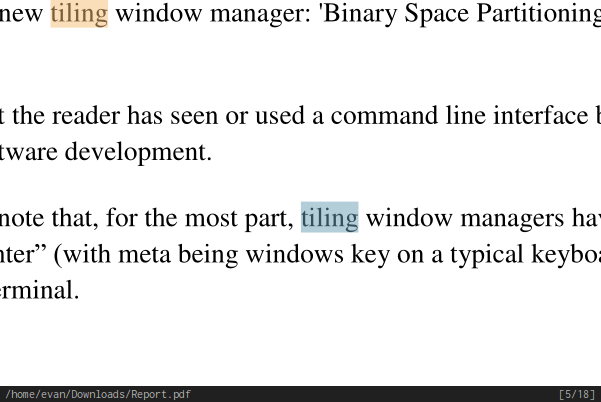 new tiling window manager: 'Binary Space Partitioning
t the reader has seen or used a command line interface b
tware development.
note that, for the most part, tiling window managers hav
nter” (with meta being windows key on a typical keyboa
erminal.
/home/evan/Downloads/Report.pdf [5/18]